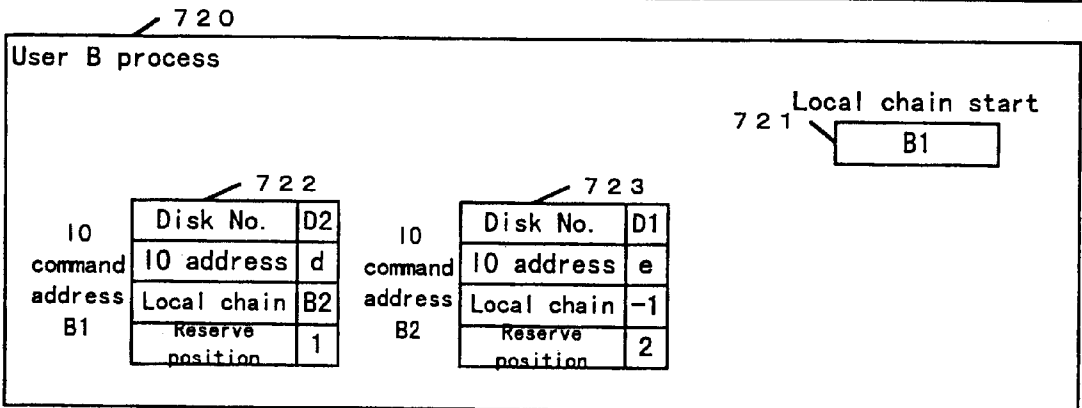 720
User B process
Local chain start
721
B1
722
723
IO
command
address
B1
Disk No. D2
IO address d
Local chain B2
Reserve
position 1
IO
command
address
B2
Disk No. D1
IO address e
Local chain -1
Reserve
position 2